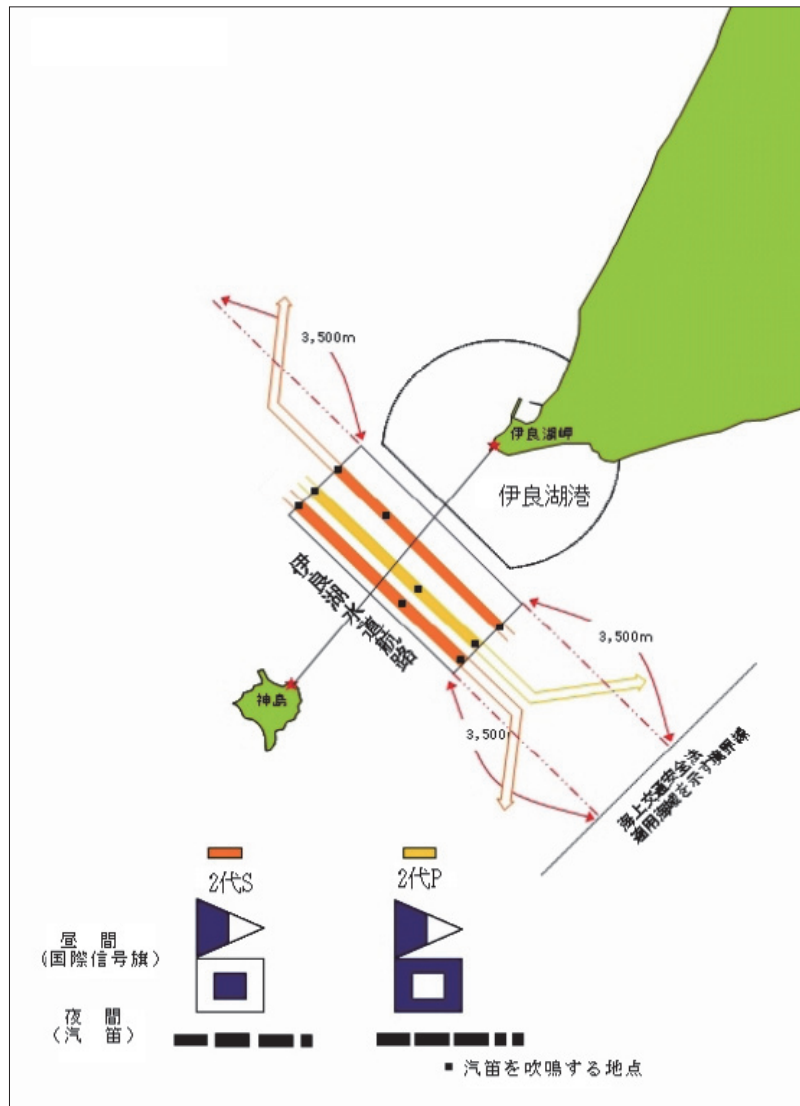 3,500m
伊良湖岬
伊良湖港
伊良湖水道航路
3,500m
神島
3,500
海上交通安全法
適用海域を示す境界線
2代S
2代P
昼 間
(国際信号旗)
夜 間
(汽 笛)
汽笛を吹鳴する地点